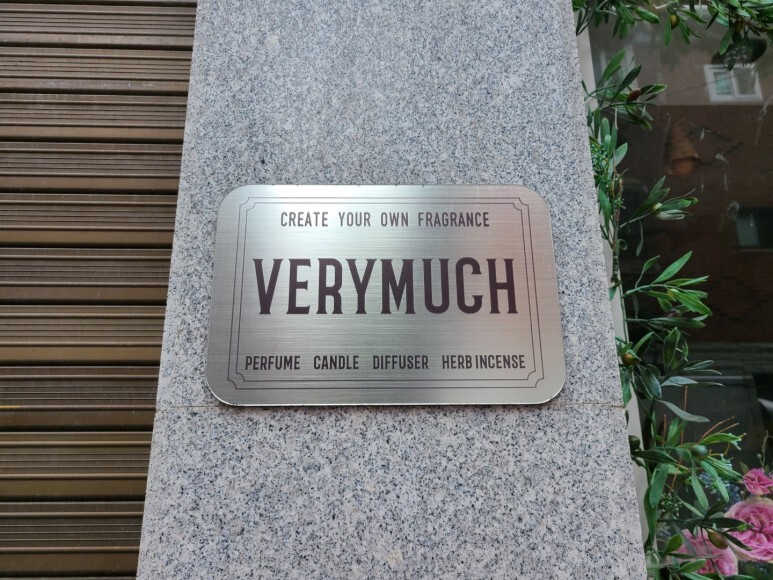 CREATE YOUR OWN FRAGRANCE
VERYMUCH
PERFUME CANDLE DIFFUSER HERB INCENSE